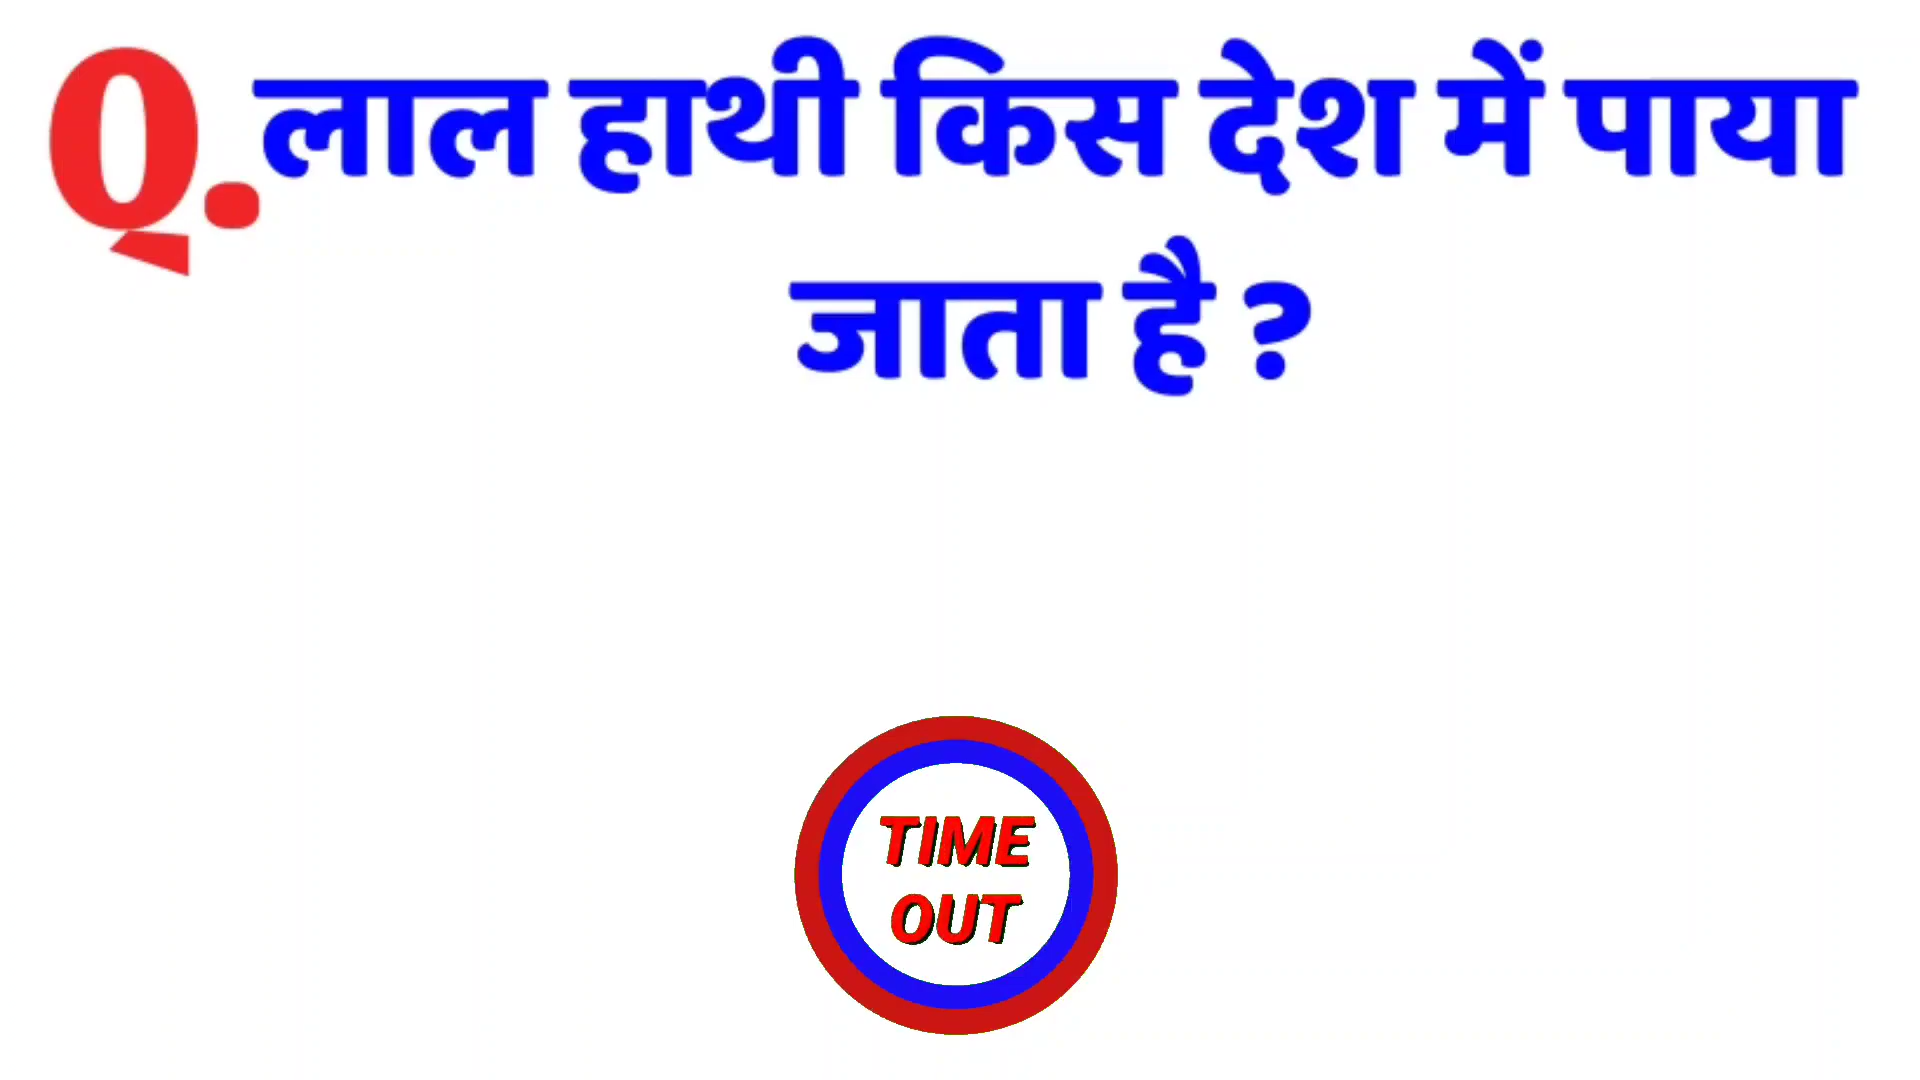 Q. लाल हाथी किस देश में पाया
जाता है ?
TIME
OUT